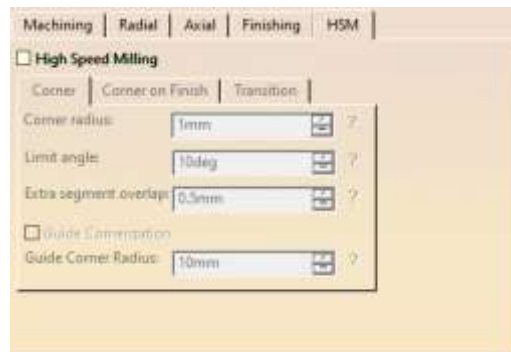 Machining Radial Axial Finishing HSM
High Speed Milling
Corner Corner on Finish Transition
Corner radius: 1mm ?
Limit angle: 10deg ?
Extra segment overlap: 0.5mm ?
Guide Cornerization
Guide Corner Radius: 10mm ?